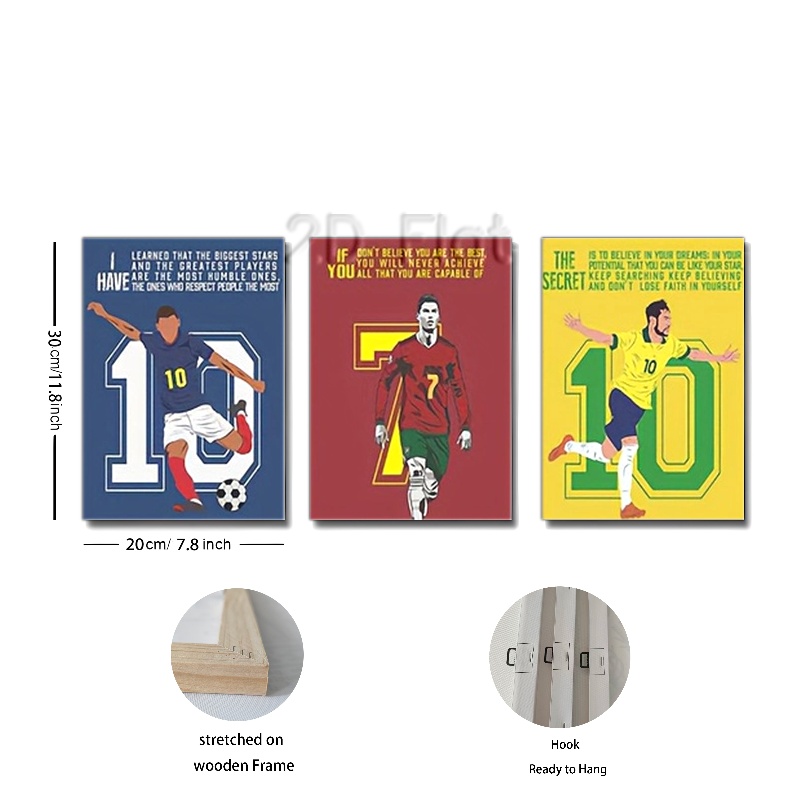 2D Flat
I HAVE
LEARNED THAT THE BIGGEST STARS
AND THE GREATEST PLAYERS
ARE THE MOST HUMBLE ONES,
THE ONES WHO RESPECT PEOPLE THE MOST
10
10
IF YOU
DON'T BELIEVE YOU ARE THE BEST,
YOU WILL NEVER ACHIEVE
ALL THAT YOU ARE CAPABLE OF
7
7
THE SECRET
IS TO BELIEVE IN YOUR DREAMS; IN YOUR
POTENTIAL THAT YOU CAN BE LIKE YOUR STAR,
KEEP SEARCHING KEEP BELIEVING
AND DON'T LOSE FAITH IN YOURSELF
10
10
30cm/11.8inch
20cm/ 7.8 inch
stretched on
wooden Frame
Hook
Ready to Hang